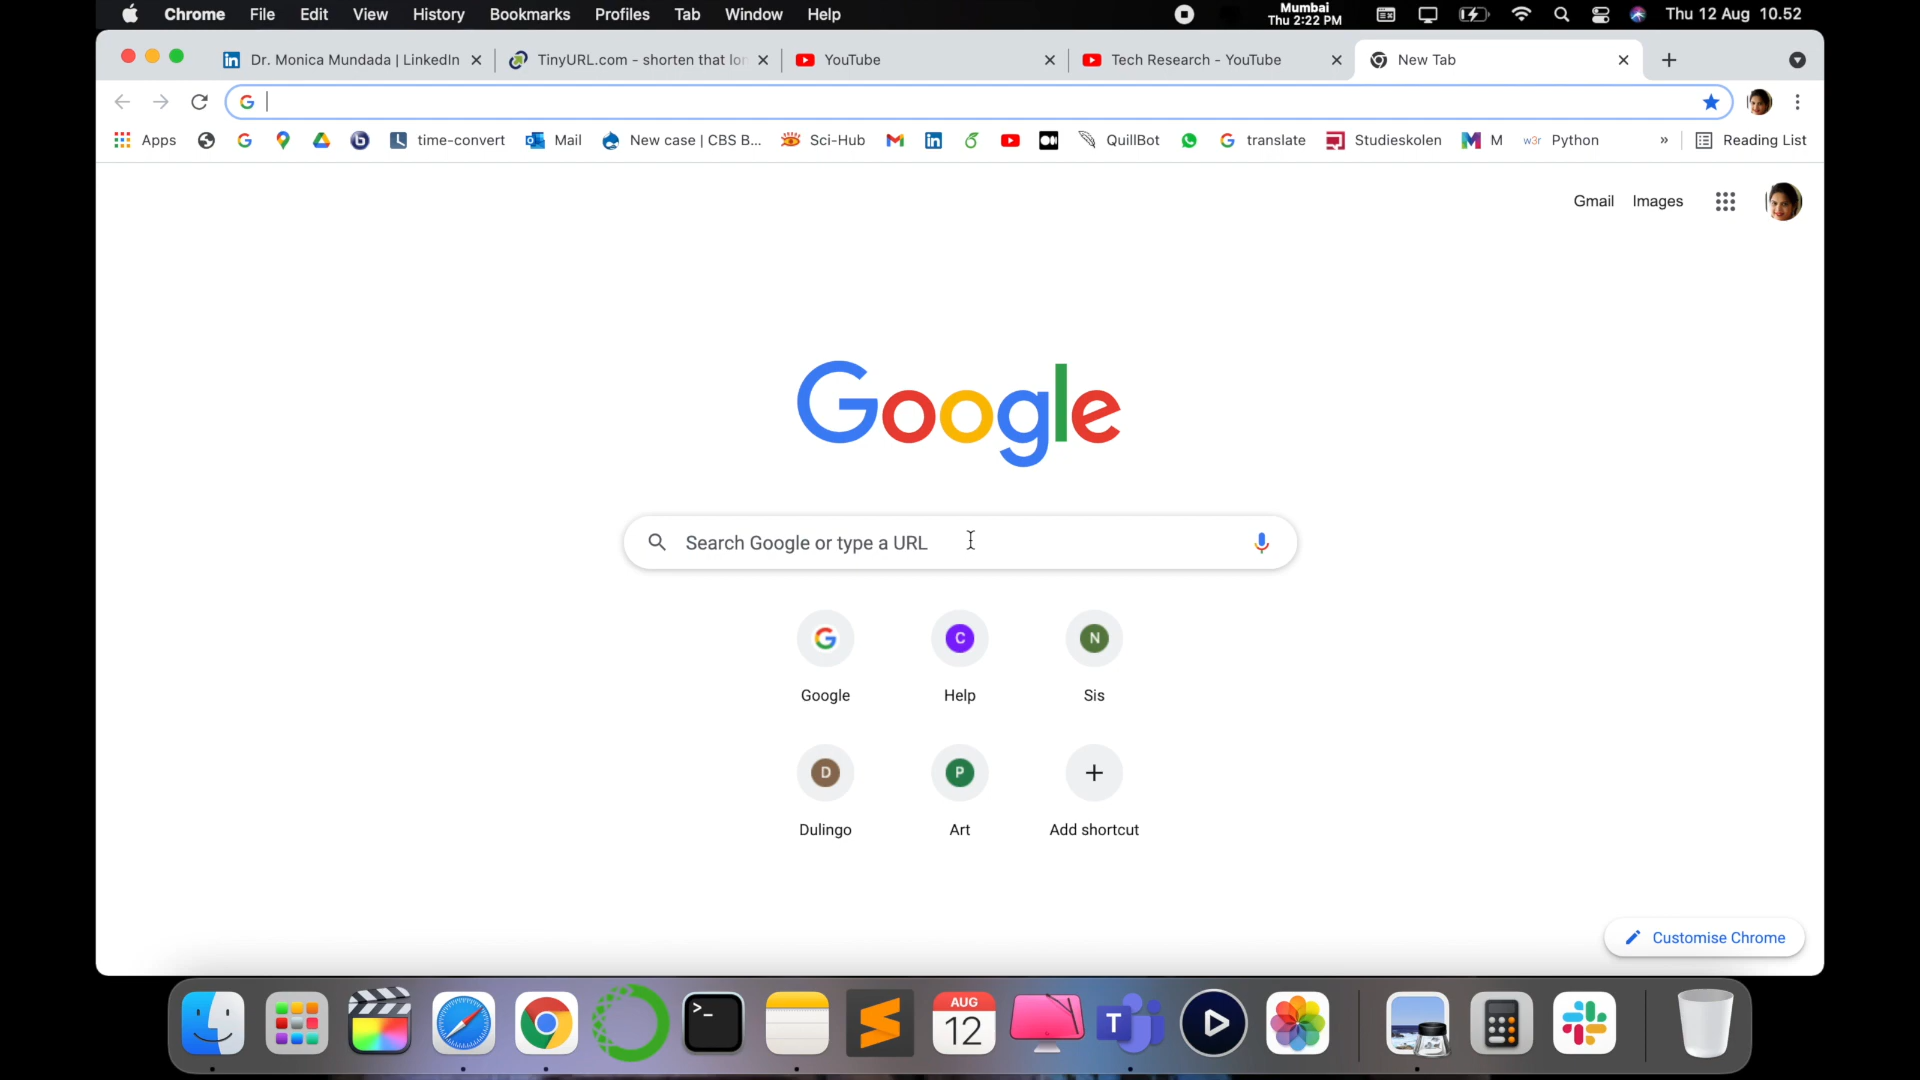 Chrome File Edit View History Bookmarks Profiles Tab Window Help
Mumbai
Thu 2:22 PM
Thu 12 Aug 10.52
Dr. Monica Mundada | LinkedIn
TinyURL.com - shorten that lon
YouTube
Tech Research - YouTube
New Tab
Apps
time-convert
Mail
New case | CBS B...
Sci-Hub
QuillBot
translate
Studieskolen
M
w3r Python
»
Reading List
Gmail Images
Google
Search Google or type a URL
C
N
Google Help Sis
D
P
Dulingo Art Add shortcut
Customise Chrome
AUG
12
T